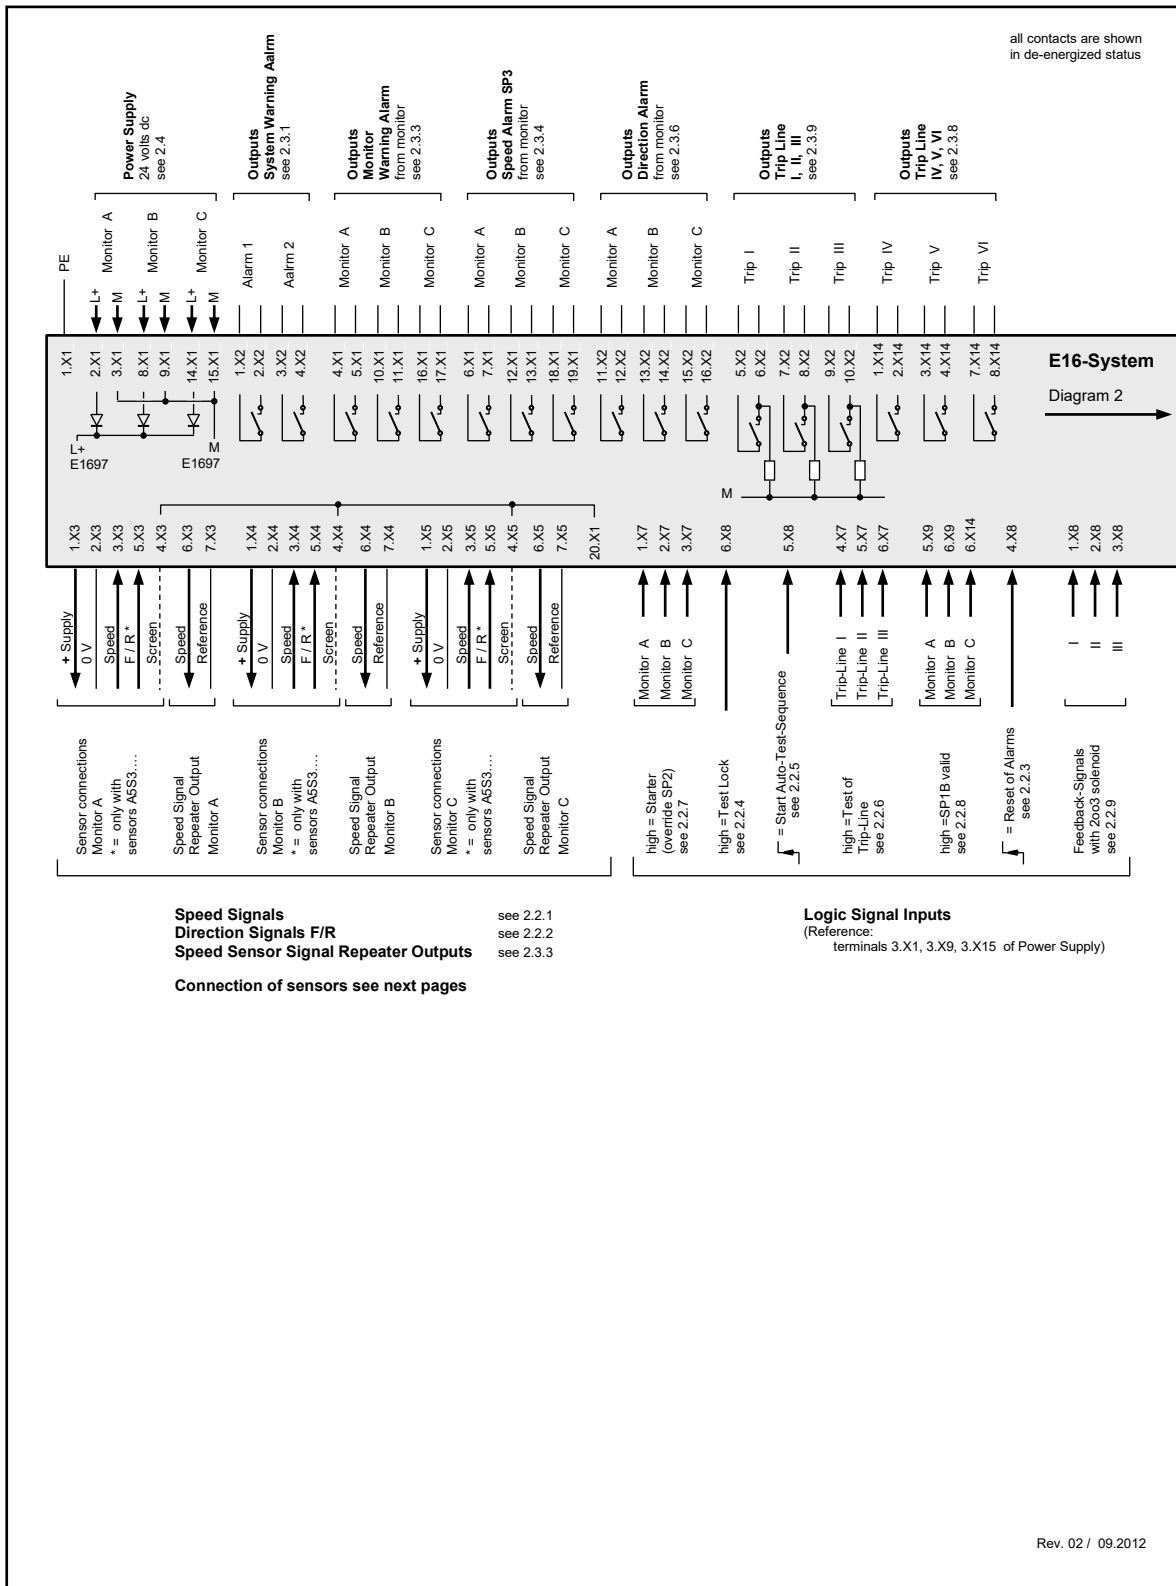 all contacts are shown
in de-energized status
Power Supply
24 volts dc
see 2.4
Outputs
System Warning Aalrm
see 2.3.1
Outputs
Monitor
Warning Alarm
from monitor
see 2.3.3
Outputs
Speed Alarm SP3
from monitor
see 2.3.4
Outputs
Direction Alarm
from monitor
see 2.3.6
Outputs
Trip Line
I, II, III
see 2.3.9
Outputs
Trip Line
IV, V, VI
see 2.3.8
PE
L+
Monitor A
M
L+
Monitor B
M
L+
Monitor C
M
Alarm 1
Aalrm 2
Monitor A
Monitor B
Monitor C
Monitor A
Monitor B
Monitor C
Monitor A
Monitor B
Monitor C
Trip I
Trip II
Trip III
Trip IV
Trip V
Trip VI
1.X1
2.X1
3.X1
8.X1
9.X1
14.X1
15.X1
1.X2
2.X2
3.X2
4.X2
4.X1
5.X1
10.X1
11.X1
16.X1
17.X1
6.X1
7.X1
12.X1
13.X1
18.X1
19.X1
11.X2
12.X2
13.X2
14.X2
15.X2
16.X2
5.X2
6.X2
7.X2
8.X2
9.X2
10.X2
1.X14
2.X14
3.X14
4.X14
7.X14
8.X14
E16-System
Diagram 2
L+
E1697
M
E1697
M
1.X3
2.X3
3.X3
5.X3
4.X3
6.X3
7.X3
1.X4
2.X4
3.X4
5.X4
4.X4
6.X4
7.X4
1.X5
2.X5
3.X5
5.X5
4.X5
6.X5
7.X5
20.X1
1.X7
2.X7
3.X7
6.X8
5.X8
4.X7
5.X7
6.X7
5.X9
6.X9
6.X14
4.X8
1.X8
2.X8
3.X8
+ Supply
0 V
Speed
F / R *
Screen
Speed
Reference
+ Supply
0 V
Speed
F / R *
Screen
Speed
Reference
+ Supply
0 V
Speed
F / R *
Screen
Speed
Reference
Monitor A
Monitor B
Monitor C
Trip-Line I
Trip-Line II
Trip-Line III
Monitor A
Monitor B
Monitor C
I
II
III
Sensor connections
Monitor A
* = only with
sensors A5S3....
Speed Signal
Repeater Output
Monitor A
Sensor connections
Monitor B
* = only with
sensors A5S3....
Speed Signal
Repeater Output
Monitor B
Sensor connections
Monitor C
* = only with
sensors A5S3....
Speed Signal
Repeater Output
Monitor C
high = Starter
(override SP2)
see 2.2.7
high =Test Lock
see 2.2.4
= Start Auto-Test-Sequence
see 2.2.5
high =Test of
Trip-Line
see 2.2.6
high =SP1B valid
see 2.2.8
= Reset of Alarms
see 2.2.3
Feedback-Signals
with 2oo3 solenoid
see 2.2.9
Speed Signals see 2.2.1
Direction Signals F/R see 2.2.2
Speed Sensor Signal Repeater Outputs see 2.3.3
Connection of sensors see next pages
Logic Signal Inputs
(Reference:
terminals 3.X1, 3.X9, 3.X15 of Power Supply)
Rev. 02 / 09.2012